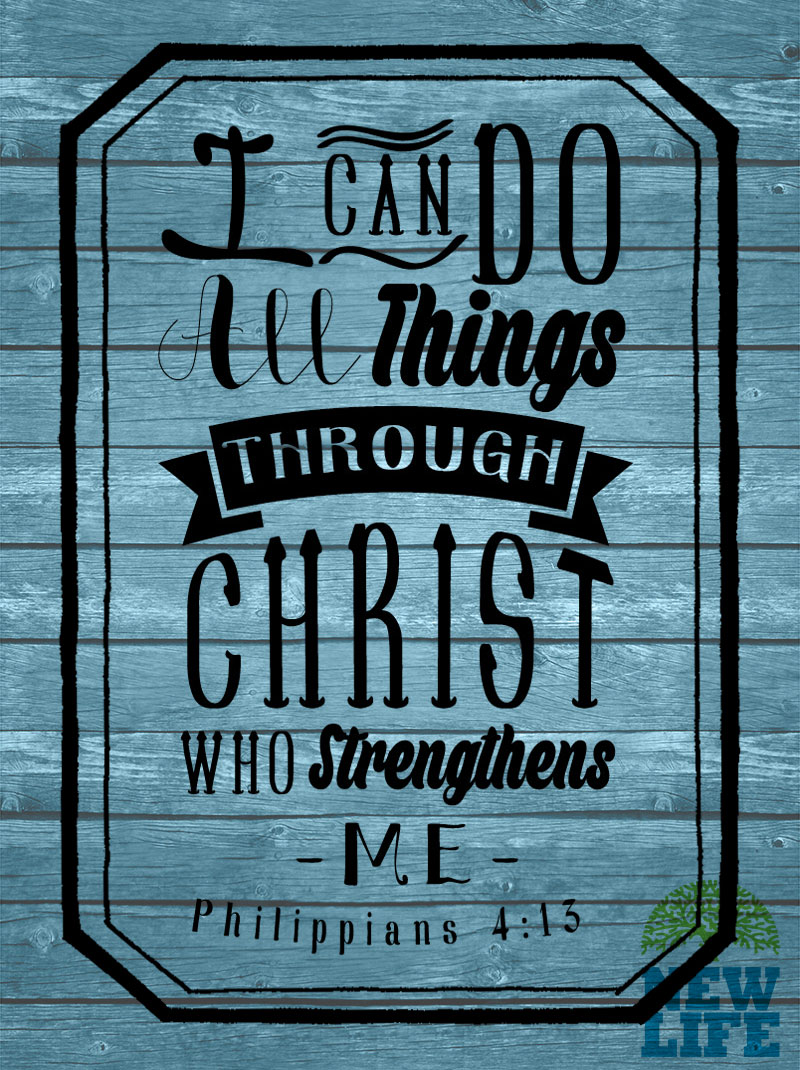 I CAN DO
All Things
THROUGH
CHRIST
WHO Strengthens
- ME -
Philippians 4:13
NEW
LIFE